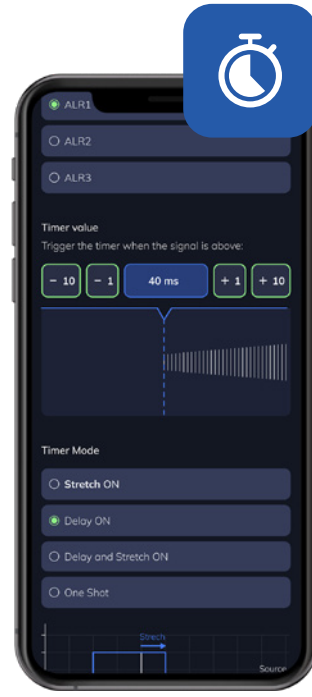 ALR1
ALR2
ALR3
Timer value
Trigger the timer when the signal is above:
- 10
- 1
40 ms
+ 1
+ 10
Timer Mode
Stretch ON
Delay ON
Delay and Stretch ON
One Shot
Strech
Source